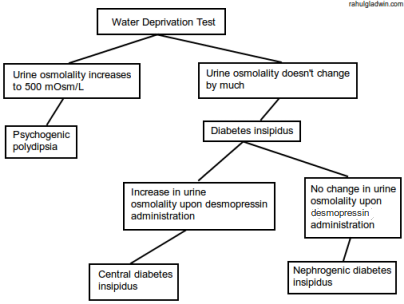 rahulgladwin.com
Water Deprivation Test
Urine osmolality increases
to 500 mOsm/L
Urine osmolality doesn't change
by much
Psychogenic
polydipsia
Diabetes insipidus
Increase in urine
osmolality upon desmopressin
administration
No change in urine
osmolality upon
desmopressin
administration
Central diabetes
insipidus
Nephrogenic diabetes
insipidus